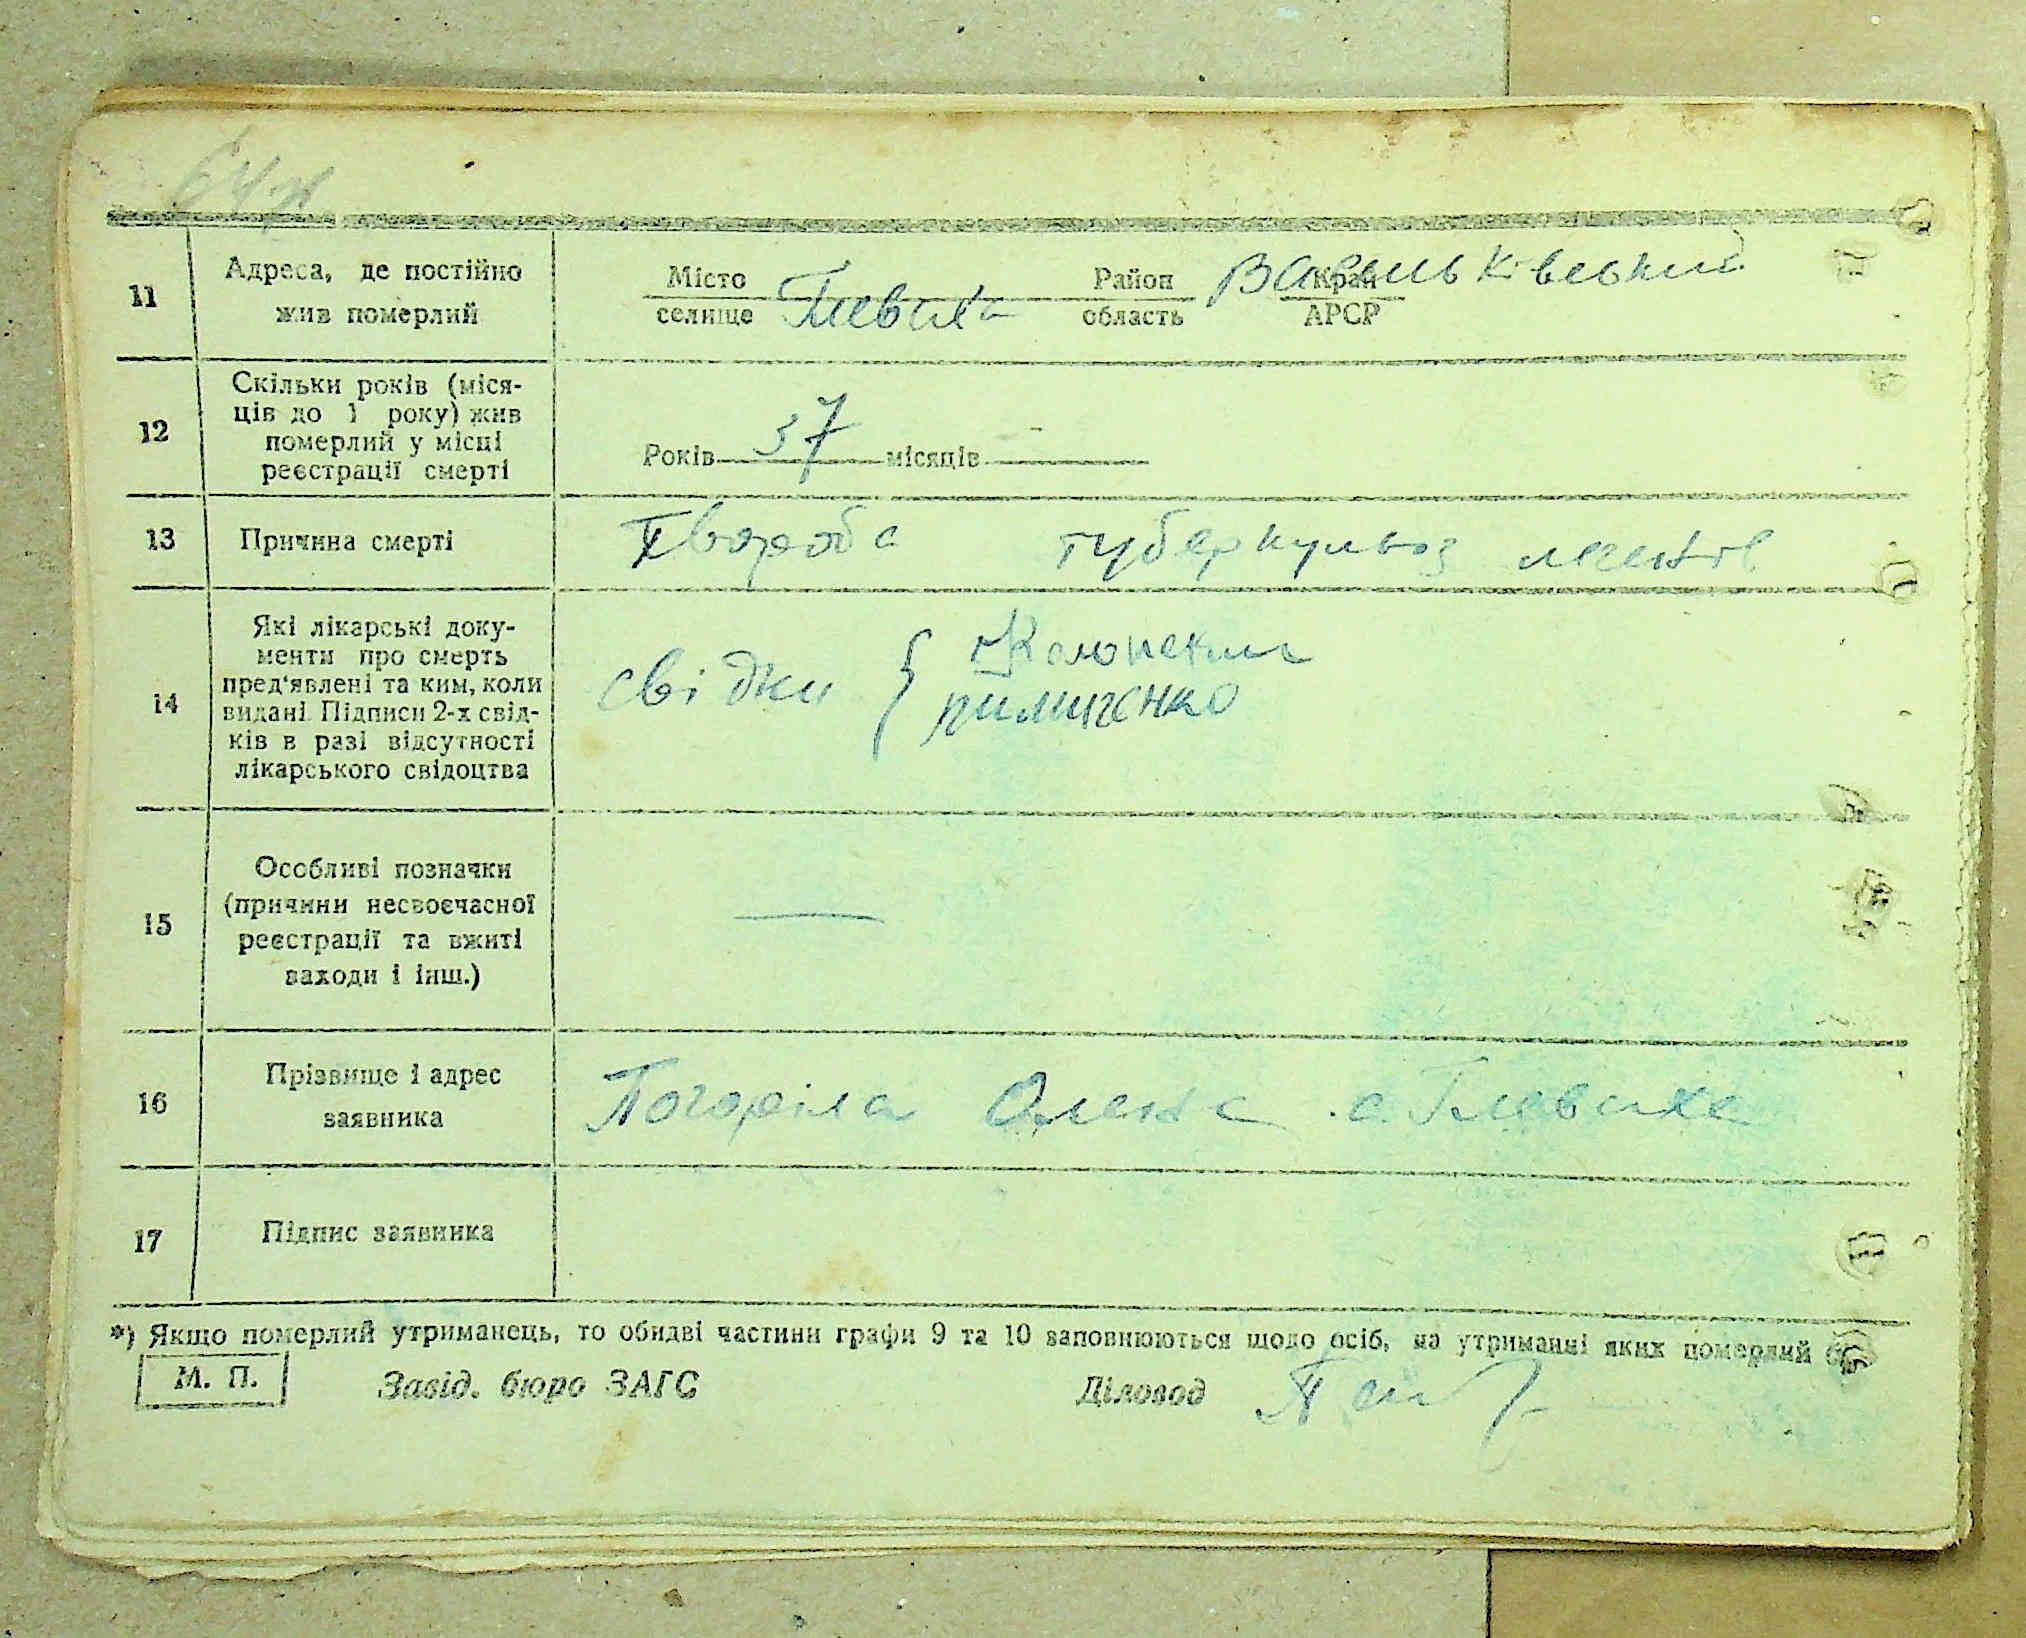 64
11
Адреса, де постійно
жив померлий
Місто
селище
Глеваха
Район
область
Васильківський
Край
АРСР
12
Скільки років (міся-
ців до 1 року) жив
померлий у місці
реєстрації смерті
Років 37 місяців
13
Причина смерті
Хвороба туберкульоз легенів
14
Які лікарські доку-
менти про смерть
пред'явлені та ким, коли
видані. Підписи 2-х свід-
ків в разі відсутності
лікарського свідоцтва
свідки {
Пилипенко
15
Особливі позначки
(причини несвоєчасної
реєстрації та вжиті
заходи і інш.)
—
16
Прізвище і адрес
заявника
Погоріла Олена с. Глеваха
17
Підпис заявника
*) Якщо померлий утриманець, то обидві частини графи 9 та 10 заповнюються щодо осіб, на утриманні яких померлий
М. П.
Завід. бюро ЗАГС
Діловод